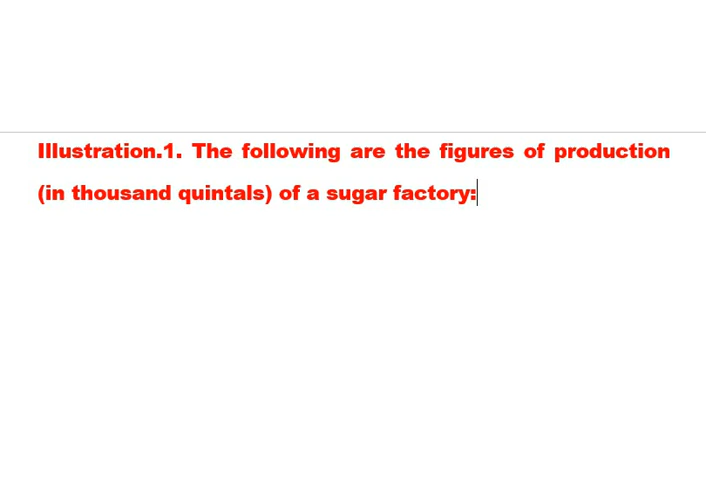 Illustration.1. The following are the figures of production
(in thousand quintals) of a sugar factory: